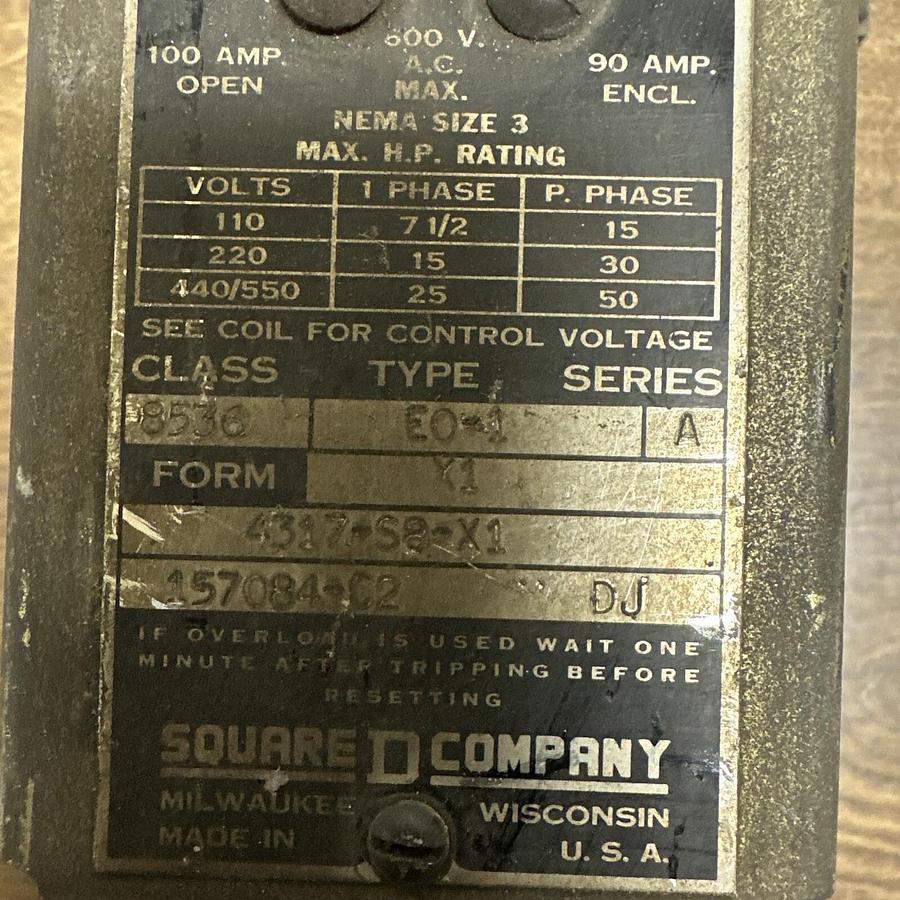 600 V.
100 AMP. A.C. 90 AMP.
OPEN MAX. ENCL.
NEMA SIZE 3
MAX. H.P. RATING
VOLTS 1 PHASE P. PHASE
110 7 1/2 15
220 15 30
440/550 25 50
SEE COIL FOR CONTROL VOLTAGE
CLASS TYPE SERIES
8536 EO-1 A
FORM Y1
4317-S8-X1
157084-C2 DJ
IF OVERLOAD IS USED WAIT ONE
MINUTE AFTER TRIPPING BEFORE
RESETTING
SQUARE D COMPANY
MILWAUKEE WISCONSIN
MADE IN U. S. A.